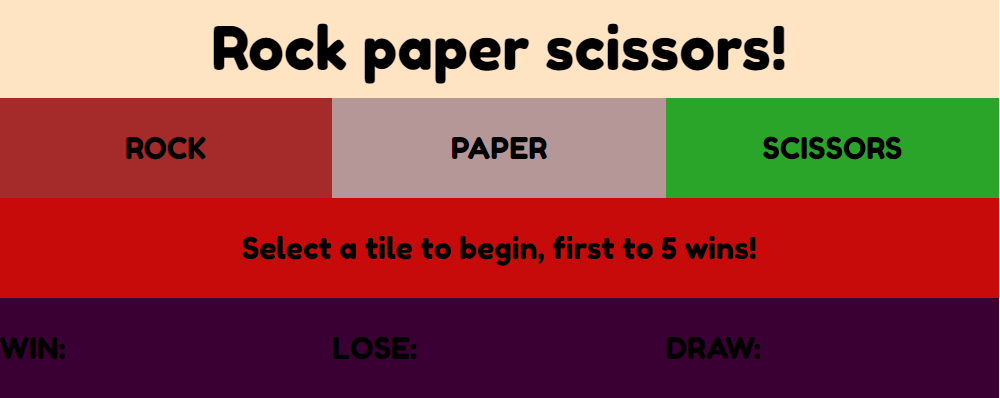 Rock paper scissors!
ROCK PAPER SCISSORS
Select a tile to begin, first to 5 wins!
WIN: LOSE: DRAW: